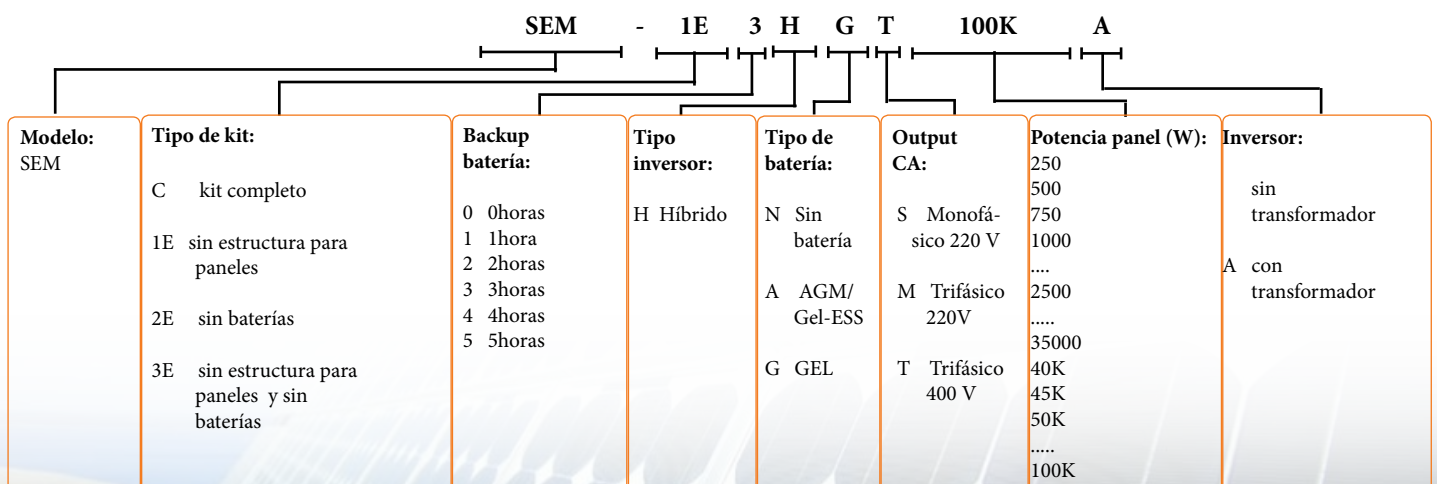 SEM - 1E 3 H G T 100K A
Modelo:
SEM
Tipo de kit:
C kit completo
1E sin estructura para
paneles
2E sin baterías
3E sin estructura para
paneles y sin
baterías
Backup
batería:
0 0horas
1 1hora
2 2horas
3 3horas
4 4horas
5 5horas
Tipo
inversor:
H Híbrido
Tipo de
batería:
N Sin
batería
A AGM/
Gel-ESS
G GEL
Output
CA:
S Monofá-
sico 220 V
M Trifásico
220V
T Trifásico
400 V
Potencia panel (W):
250
500
750
1000
....
2500
.....
35000
40K
45K
50K
.....
100K
Inversor:
sin
transformador
A con
transformador